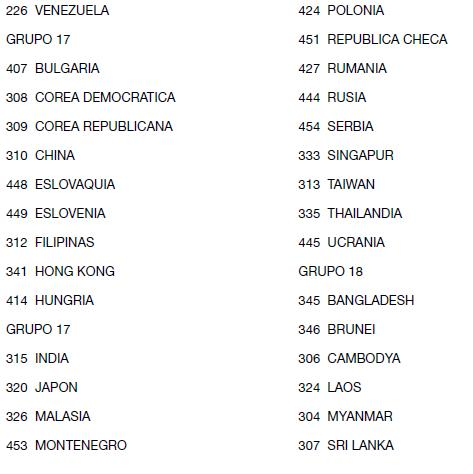 226 VENEZUELA
GRUPO 17
407 BULGARIA
308 COREA DEMOCRATICA
309 COREA REPUBLICANA
310 CHINA
448 ESLOVAQUIA
449 ESLOVENIA
312 FILIPINAS
341 HONG KONG
414 HUNGRIA
GRUPO 17
315 INDIA
320 JAPON
326 MALASIA
453 MONTENEGRO
424 POLONIA
451 REPUBLICA CHECA
427 RUMANIA
444 RUSIA
454 SERBIA
333 SINGAPUR
313 TAIWAN
335 THAILANDIA
445 UCRANIA
GRUPO 18
345 BANGLADESH
346 BRUNEI
306 CAMBODYA
324 LAOS
304 MYANMAR
307 SRI LANKA